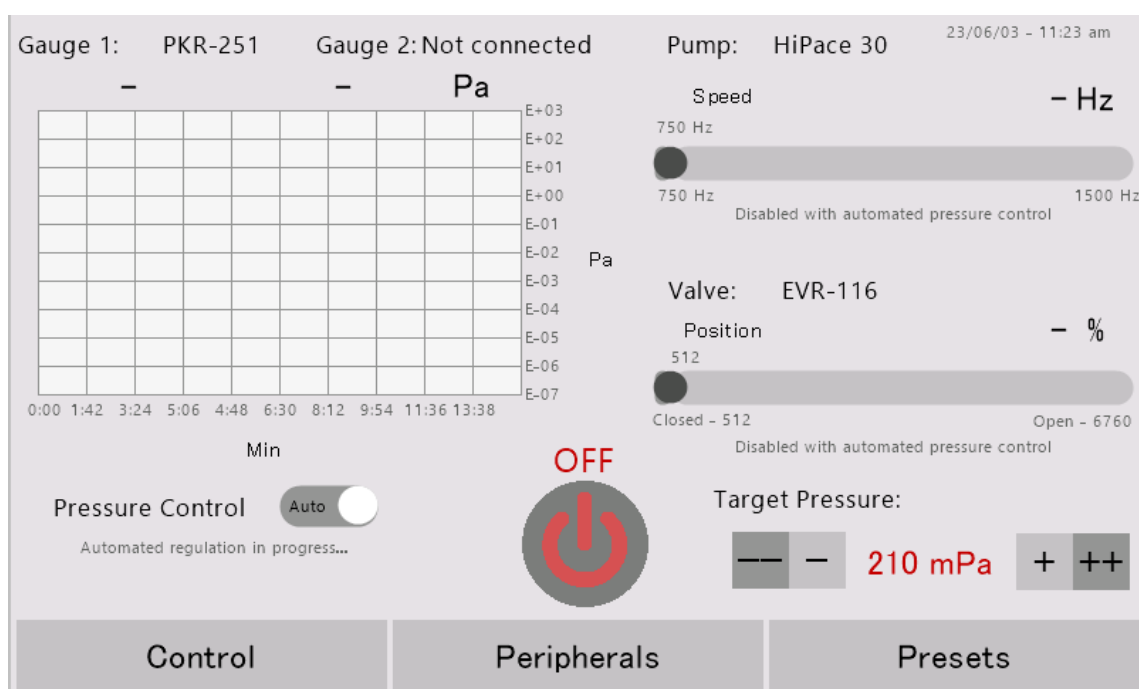 Gauge 1: PKR-251 Gauge 2: Not connected
- - Pa
E+03
E+02
E+01
E+00
E-01
E-02
E-03
E-04
E-05
E-06
E-07
Pa
0:00 1:42 3:24 5:06 4:48 6:30 8:12 9:54 11:36 13:38
Min
Pressure Control Auto
Automated regulation in progress...
OFF
Pump: HiPace 30
23/06/03 - 11:23 am
Speed - Hz
750 Hz
750 Hz 1500 Hz
Disabled with automated pressure control
Valve: EVR-116
Position - %
512
Closed - 512 Open - 6760
Disabled with automated pressure control
Target Pressure:
-- - 210 mPa + ++
Control Peripherals Presets